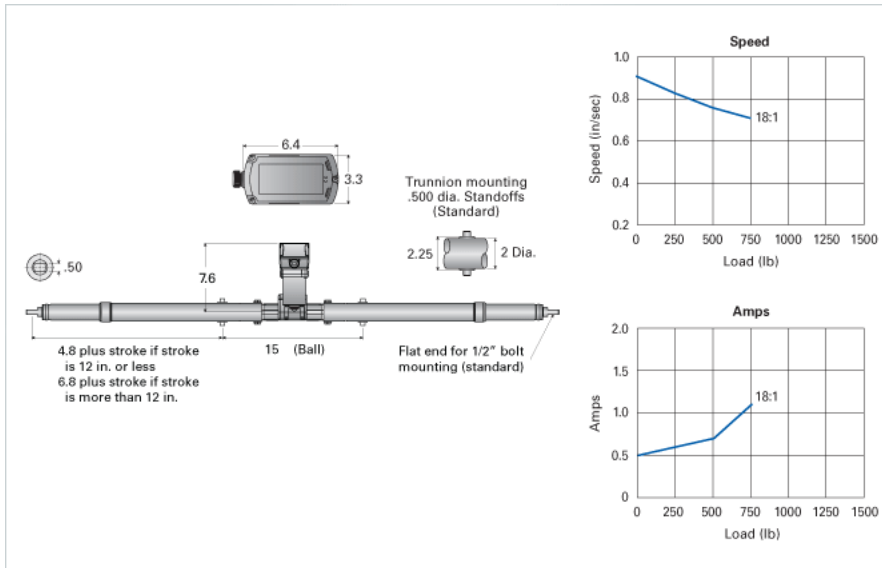 6.4
3.3
Trunnion mounting
.500 dia. Standoffs
(Standard)
2.25
2 Dia.
.50
7.6
4.8 plus stroke if stroke
is 12 in. or less
6.8 plus stroke if stroke
is more than 12 in.
15 (Ball)
Flat end for 1/2" bolt
mounting (standard)
Speed
1.0
0.8
0.6
0.4
0.2
Speed (in/sec)
18:1
0 250 500 750 1000 1250 1500
Load (lb)
Amps
2.0
1.5
1.0
0.5
0
Amps
18:1
0 250 500 750 1000 1250 1500
Load (lb)